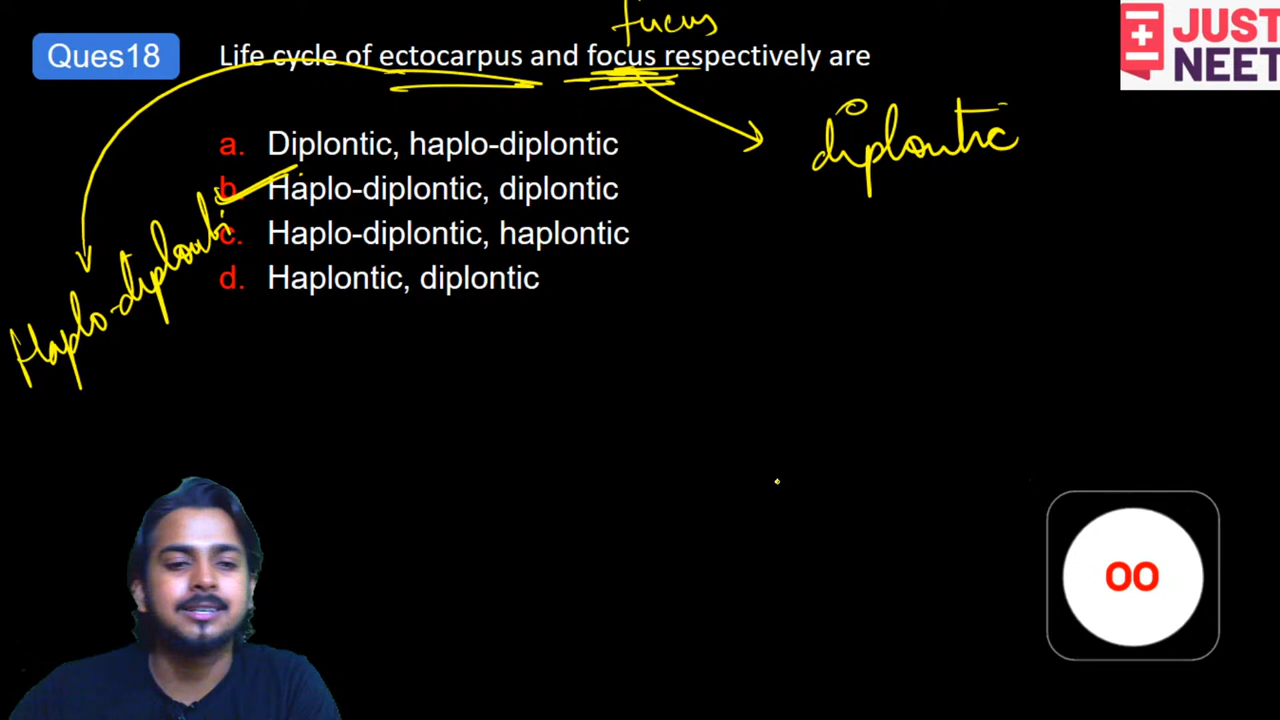 fucus
Ques18 Life cycle of ectocarpus and focus respectively are
JUST
NEET
diplontic
a. Diplontic, haplo-diplontic
b. Haplo-diplontic, diplontic
c. Haplo-diplontic, haplontic
d. Haplontic, diplontic
Haplo-diplontic
00